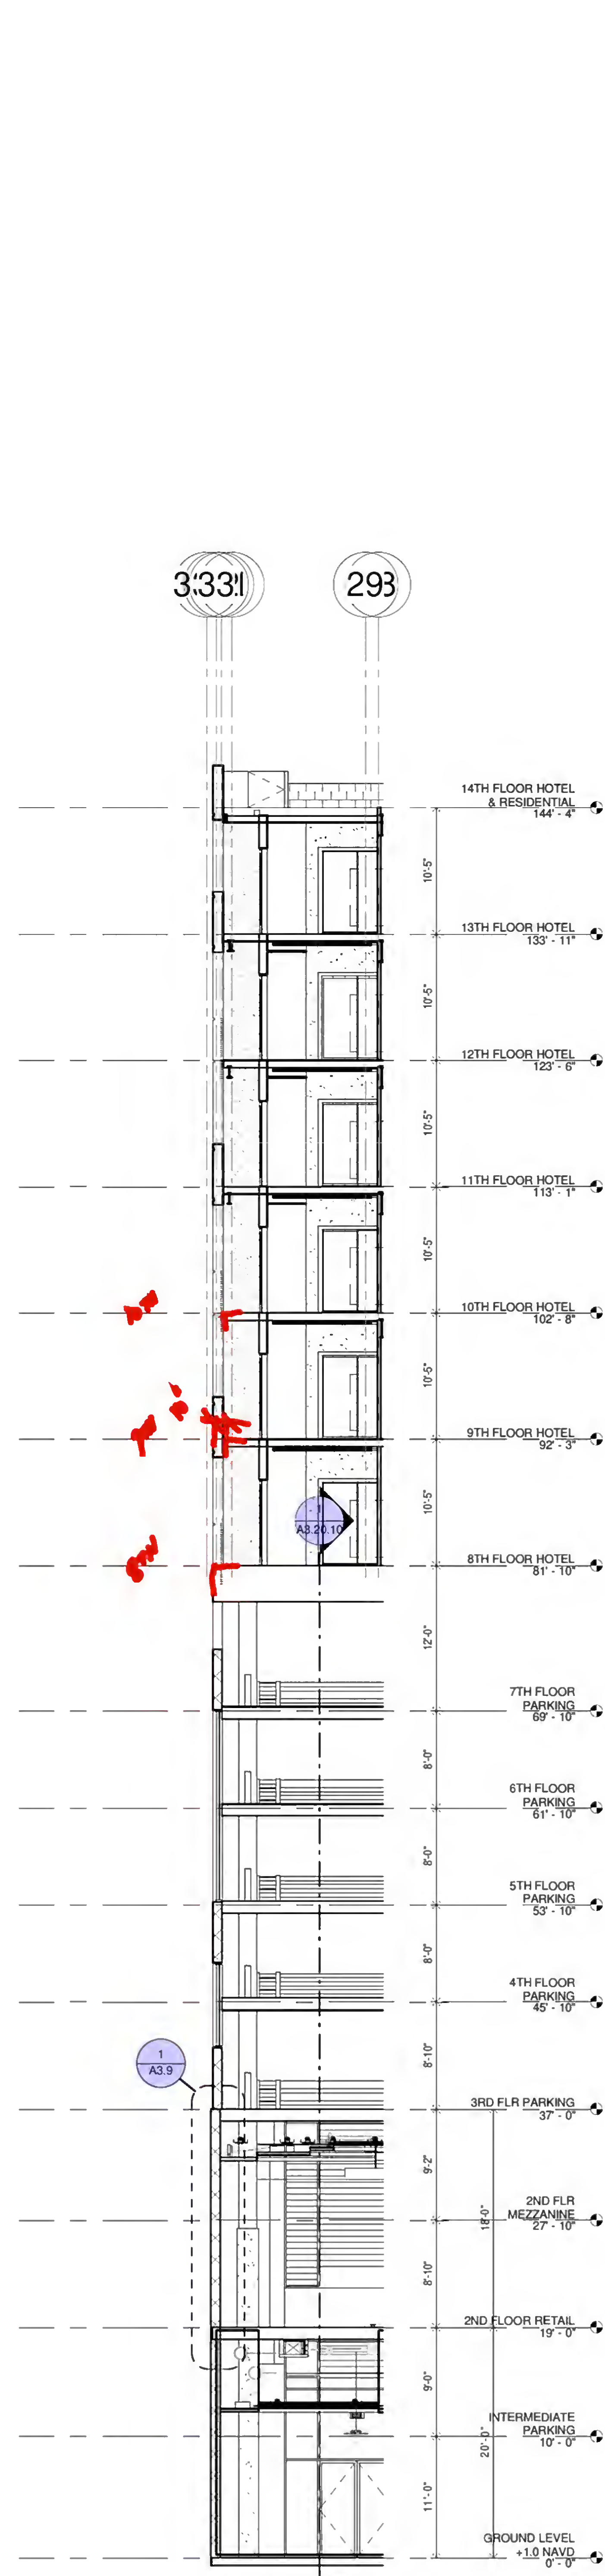 29
14TH FLOOR HOTEL
& RESIDENTIAL
144' - 4"
10'-5"
13TH FLOOR HOTEL
133' - 11"
10'-5"
12TH FLOOR HOTEL
123' - 6"
10'-5"
11TH FLOOR HOTEL
113' - 1"
10'-5"
10TH FLOOR HOTEL
102' - 8"
10'-5"
9TH FLOOR HOTEL
92' - 3"
10'-5"
1
A3.20.10
8TH FLOOR HOTEL
81' - 10"
12'-0"
7TH FLOOR
PARKING
69' - 10"
8'-0"
6TH FLOOR
PARKING
61' - 10"
8'-0"
5TH FLOOR
PARKING
53' - 10"
8'-0"
4TH FLOOR
PARKING
45' - 10"
8'-10"
1
A3.9
3RD FLR PARKING
37' - 0"
9'-2"
18'-0"
2ND FLR
MEZZANINE
27' - 10"
8'-10"
2ND FLOOR RETAIL
19' - 0"
9'-0"
INTERMEDIATE
PARKING
10' - 0"
20'-0"
11'-0"
GROUND LEVEL
+1.0 NAVD
0' - 0"